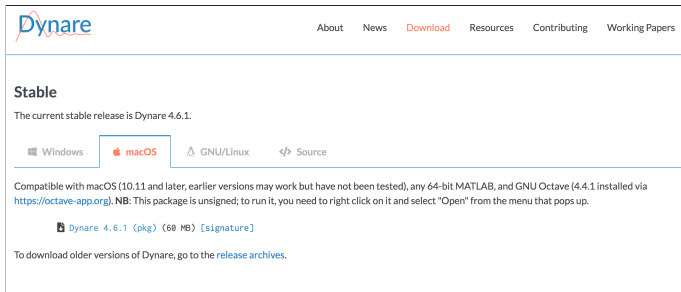 Dynare
About News Download Resources Contributing Working Papers
Stable
The current stable release is Dynare 4.6.1.
Windows macOS GNU/Linux </> Source
Compatible with macOS (10.11 and later, earlier versions may work but have not been tested), any 64-bit MATLAB, and GNU Octave (4.4.1 installed via
https://octave-app.org). NB: This package is unsigned; to run it, you need to right click on it and select "Open" from the menu that pops up.
Dynare 4.6.1 (pkg) (60 MB) [signature]
To download older versions of Dynare, go to the release archives.